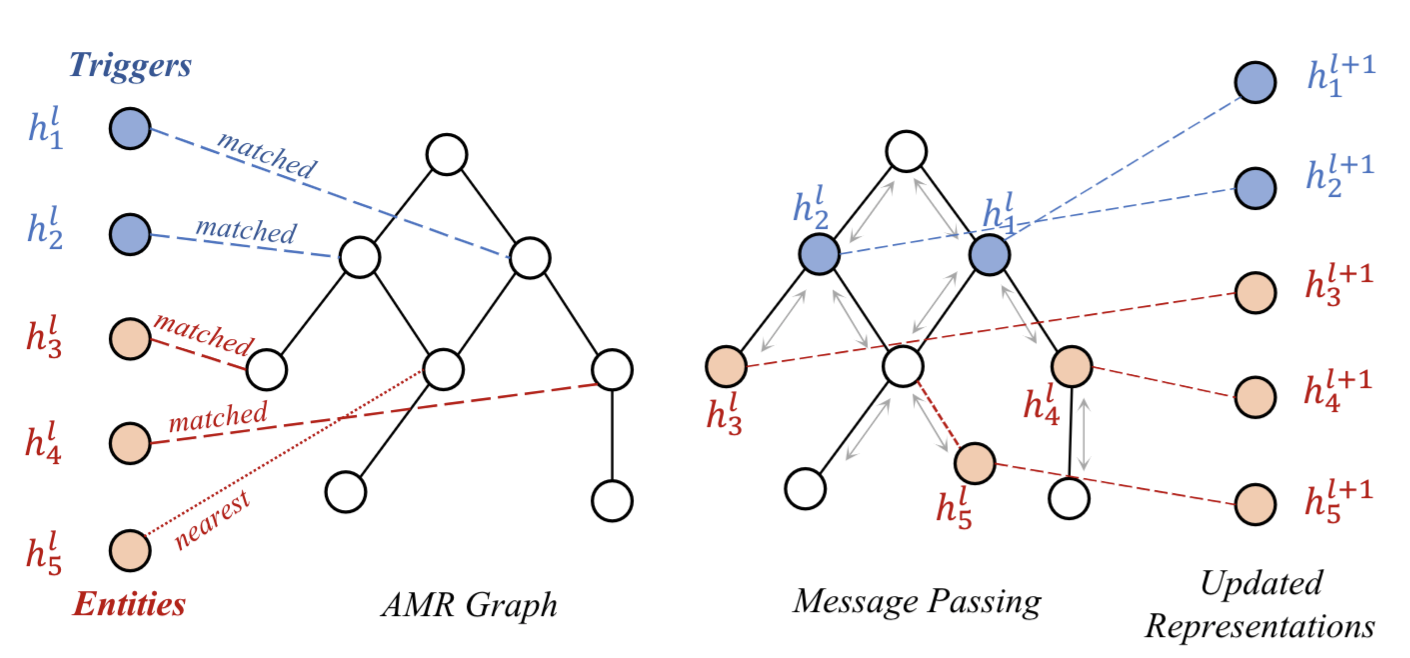 Triggers
h_1^l
matched
h_2^l
matched
h_3^l
matched
h_4^l
matched
h_5^l
nearest
Entities
AMR Graph
h_2^l
h_1^l
h_3^l
h_4^l
h_5^l
Message Passing
h_1^{l+1}
h_2^{l+1}
h_3^{l+1}
h_4^{l+1}
h_5^{l+1}
Updated
Representations